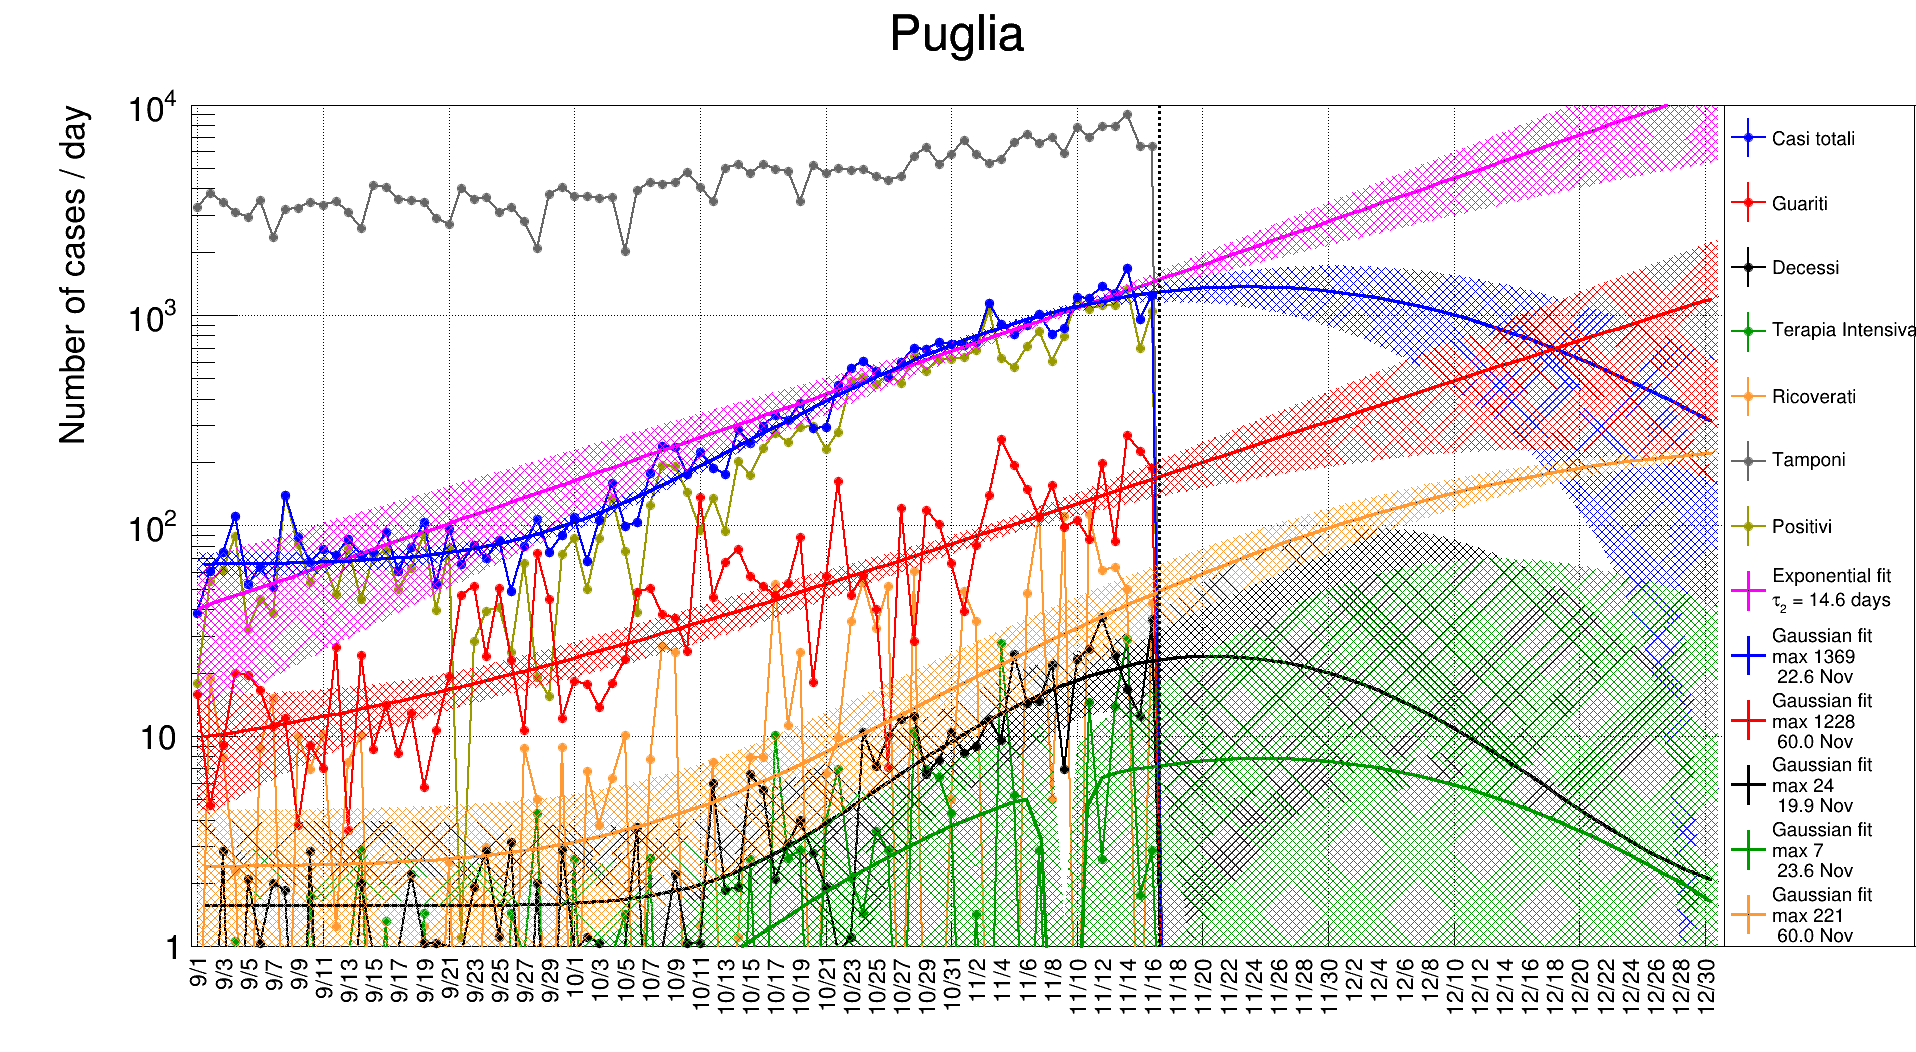 Puglia
Number of cases / day
10^4
10^3
10^2
10
1
9/1
9/3
9/5
9/7
9/9
9/11
9/13
9/15
9/17
9/19
9/21
9/23
9/25
9/27
9/29
10/1
10/3
10/5
10/7
10/9
10/11
10/13
10/15
10/17
10/19
10/21
10/23
10/25
10/27
10/29
10/31
11/2
11/4
11/6
11/8
11/10
11/12
11/14
11/16
11/18
11/20
11/22
11/24
11/26
11/28
11/30
12/2
12/4
12/6
12/8
12/10
12/12
12/14
12/16
12/18
12/20
12/22
12/24
12/26
12/28
12/30
Casi totali
Guariti
Decessi
Terapia Intensiva
Ricoverati
Tamponi
Positivi
Exponential fit
τ₂ = 14.6 days
Gaussian fit
max 1369
22.6 Nov
Gaussian fit
max 1228
60.0 Nov
Gaussian fit
max 24
19.9 Nov
Gaussian fit
max 7
23.6 Nov
Gaussian fit
max 221
60.0 Nov